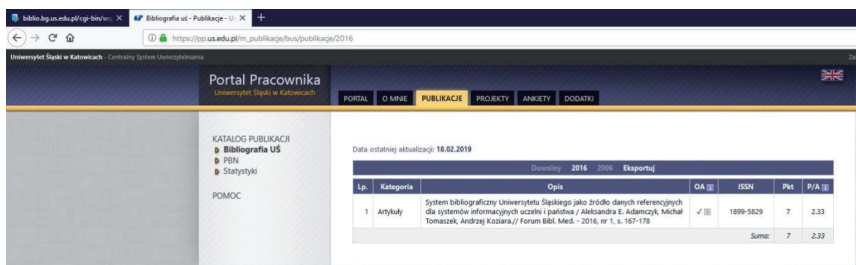 biblio.bg.us.edu.pl/cgi-bin/wsp
Bibliografia uś - Publikacje - Un
https://pp.us.edu.pl/m_publikacje/bus/publikacje/2016
Uniwersytet Śląski w Katowicach - Centralny System Uwierzytelniania
Portal Pracownika
Uniwersytet Śląski w Katowicach
PORTAL O MNIE PUBLIKACJE PROJEKTY ANKIETY DODATKI
KATALOG PUBLIKACJI
Bibliografia UŚ
PBN
Statystyki
POMOC
Data ostatniej aktualizacji: 18.02.2019
Dowolny 2016 2006 Eksportuj
Lp. Kategoria Opis OA ISSN Pkt P/A
1 Artykuły System bibliograficzny Uniwersytetu Śląskiego jako źródło danych referencyjnych
dla systemów informacyjnych uczelni i państwa / Aleksandra E. Adamczyk, Michał
Tomaszek, Andrzej Koziara.// Forum Bibl. Med. - 2016, nr 1, s. 167-178
1899-5829 7 2.33
Suma: 7 2.33